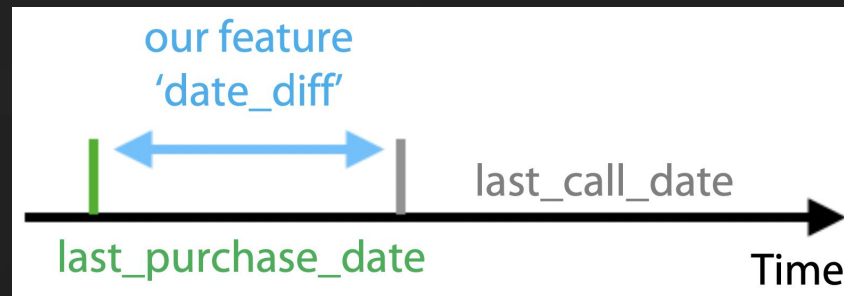 our feature
‘date_diff’
last_call_date
last_purchase_date
Time